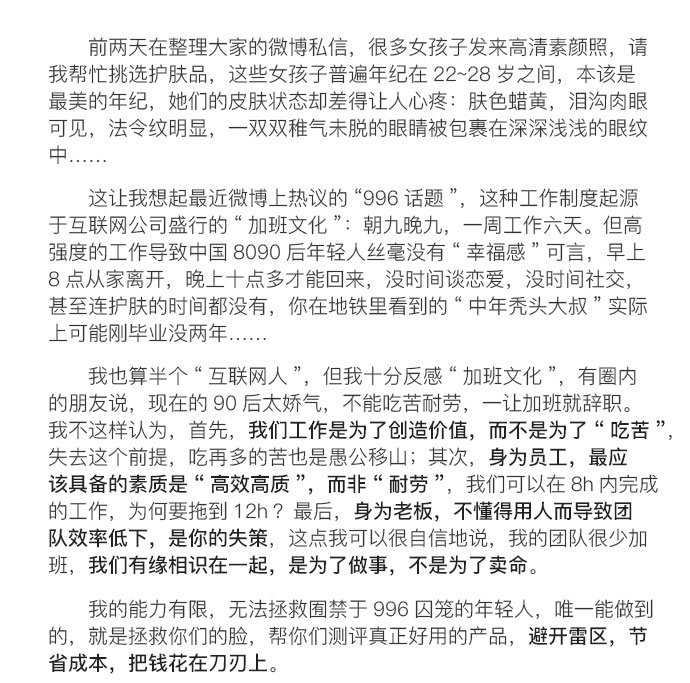 前两天在整理大家的微博私信，很多女孩子发来高清素颜照，请
我帮忙挑选护肤品，这些女孩子普遍年纪在 22~28 岁之间，本该是
最美的年纪，她们的皮肤状态却差得让人心疼：肤色蜡黄，泪沟肉眼
可见，法令纹明显，一双双稚气未脱的眼睛被包裹在深深浅浅的眼纹
中……
这让我想起最近微博上热议的 “996 话题 ”，这种工作制度起源
于互联网公司盛行的 “ 加班文化 ”：朝九晚九，一周工作六天。但高
强度的工作导致中国 8090 后年轻人丝毫没有 “ 幸福感 ” 可言，早上
8 点从家离开，晚上十点多才能回来，没时间谈恋爱，没时间社交，
甚至连护肤的时间都没有，你在地铁里看到的 “ 中年秃头大叔 ” 实际
上可能刚毕业没两年……
我也算半个 “ 互联网人 ”，但我十分反感 “ 加班文化 ”，有圈内
的朋友说，现在的 90 后太娇气，不能吃苦耐劳，一让加班就辞职。
我不这样认为，首先，我们工作是为了创造价值，而不是为了 “ 吃苦 ”，
失去这个前提，吃再多的苦也是愚公移山；其次，身为员工，最应
该具备的素质是 “ 高效高质 ”，而非 “ 耐劳 ”，我们可以在 8h 内完成
的工作，为何要拖到 12h ？最后，身为老板，不懂得用人而导致团
队效率低下，是你的失策，这点我可以很自信地说，我的团队很少加
班，我们有缘相识在一起，是为了做事，不是为了卖命。
我的能力有限，无法拯救囿禁于 996 囚笼的年轻人，唯一能做到
的，就是拯救你们的脸，帮你们测评真正好用的产品，避开雷区，节
省成本，把钱花在刀刃上。